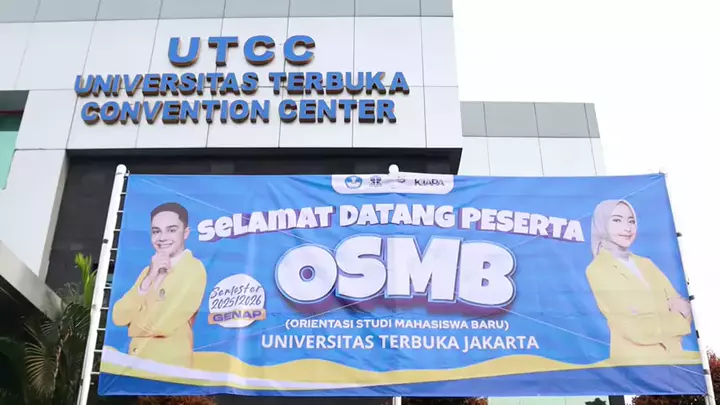 UTCC
UNIVERSITAS TERBUKA
CONVENTION CENTER
SELAMAT DATANG PESERTA
OSMB
Semester
2025/2026
GENAP
(ORIENTASI STUDI MAHASISWA BARU)
UNIVERSITAS TERBUKA JAKARTA